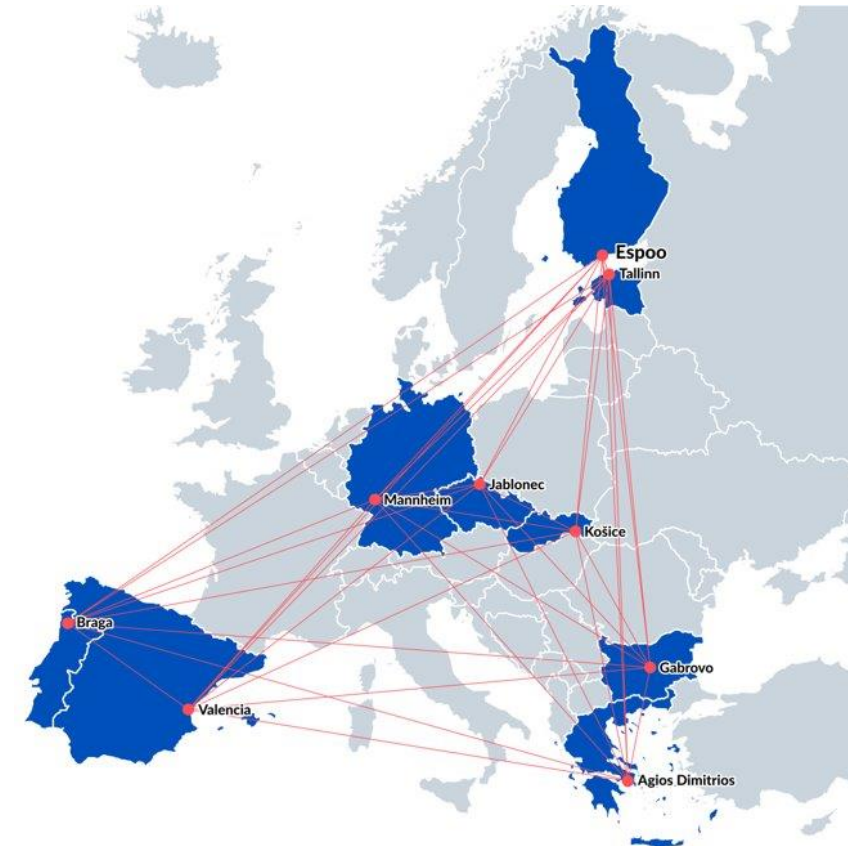 Espoo
Tallinn
Jablonec
Mannheim
Košice
Braga
Gabrovo
Valencia
Agios Dimitrios